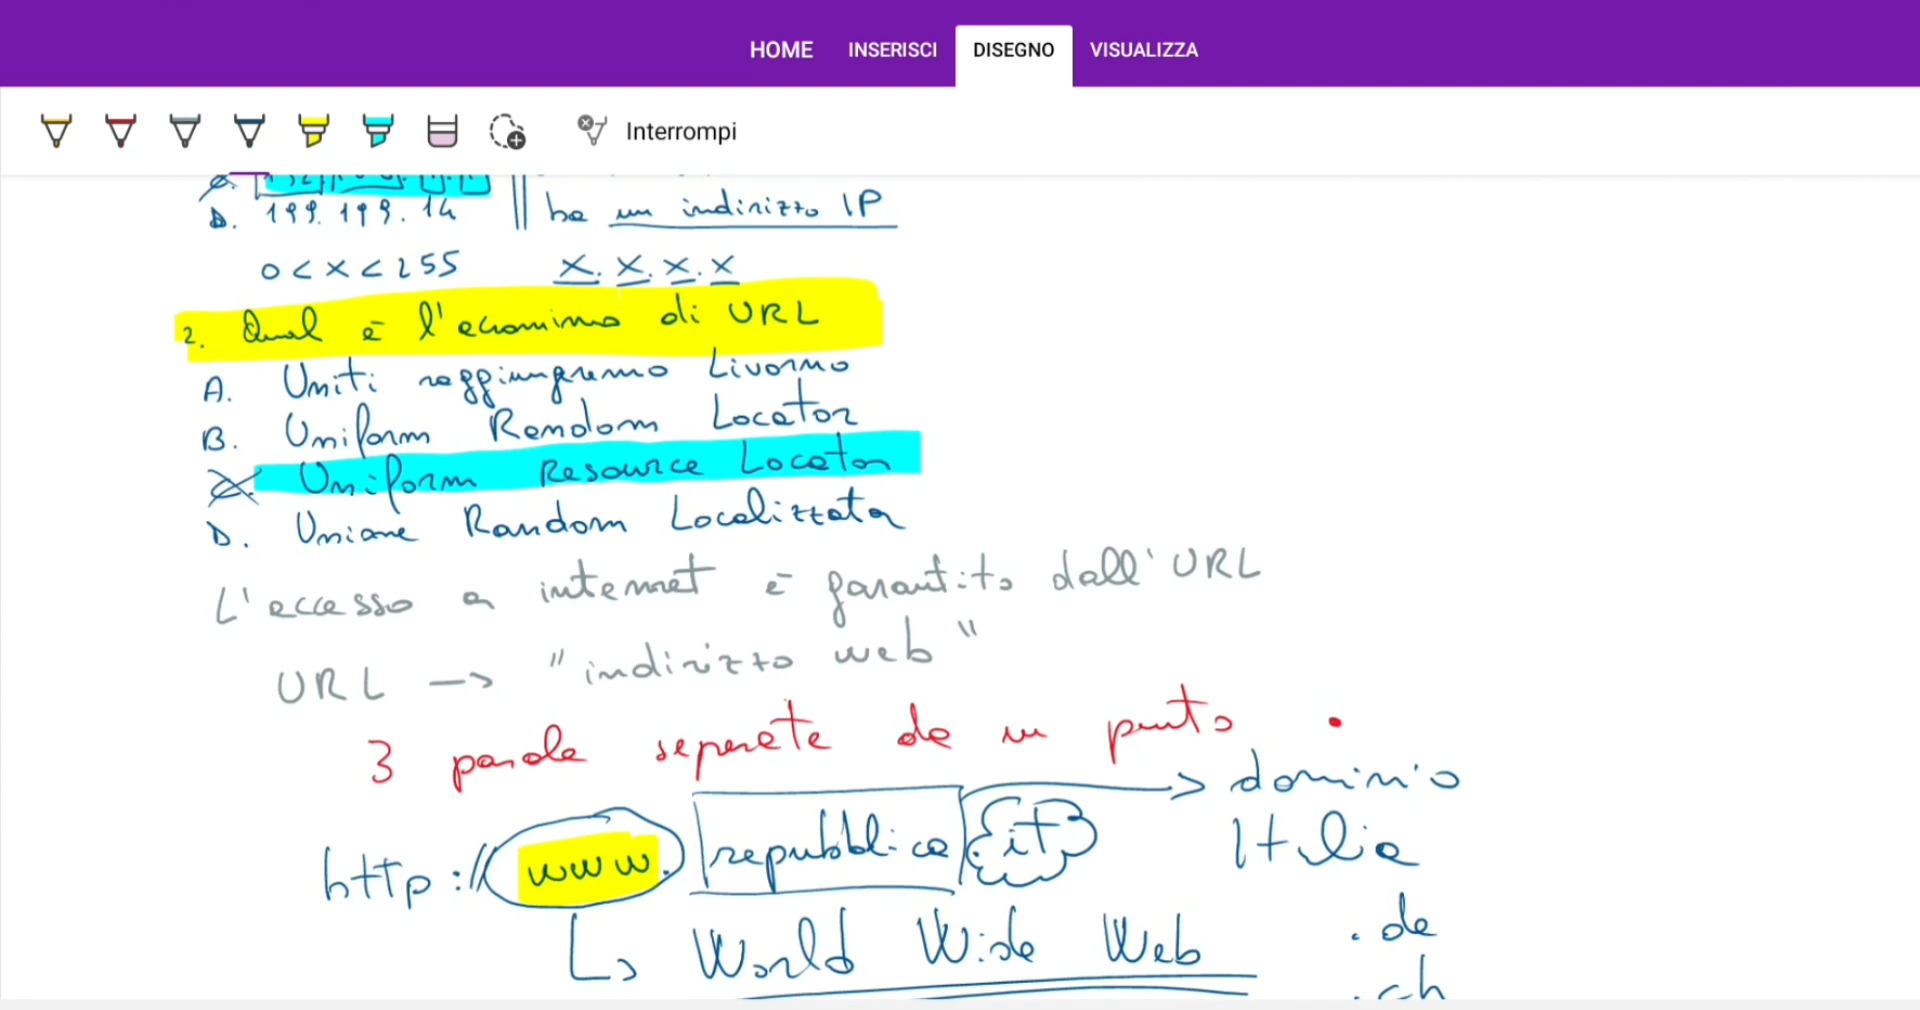 HOME INSERISCI DISEGNO VISUALIZZA
Interrompi
D. 199.199.14 || ha un indirizzo IP
0 < x < 255 X. X. X. X
2. Qual è l'acronimo di URL
A. Uniti raggiungremo Livorno
B. Uniform Random Locator
Uniform Resource Locator
D. Unione Random Localizzata
L'accesso a internet è garantito dall'URL
URL -> "indirizzo web"
3 parole separate da un punto .
http://www.repubblica.it -> dominio
Italia
↳ World Wide Web
.de
.ch